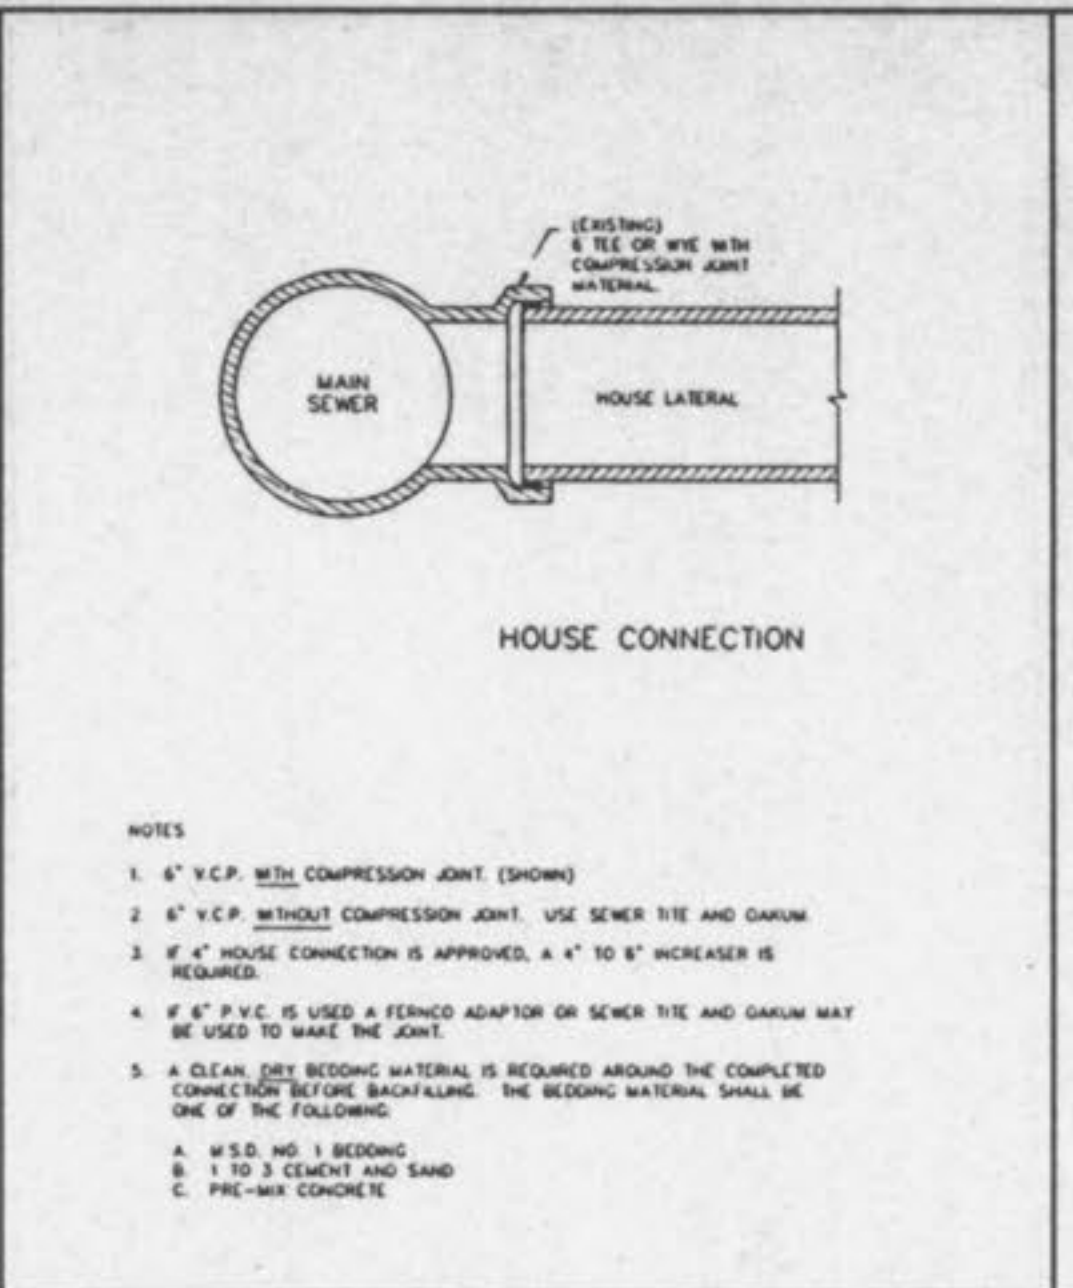 (EXISTING)
6 TEE OR WYE WITH
COMPRESSION JOINT
MATERIAL.
MAIN
SEWER
HOUSE LATERAL
HOUSE CONNECTION
NOTES
1. 6" V.C.P. WITH COMPRESSION JOINT. (SHOWN)
2. 6" V.C.P. WITHOUT COMPRESSION JOINT. USE SEWER TITE AND OAKUM
3. IF 4" HOUSE CONNECTION IS APPROVED, A 4" TO 6" INCREASER IS
REQUIRED.
4. IF 6" P.V.C. IS USED A FERNCO ADAPTOR OR SEWER TITE AND OAKUM MAY
BE USED TO MAKE THE JOINT.
5. A CLEAN, DRY BEDDING MATERIAL IS REQUIRED AROUND THE COMPLETED
CONNECTION BEFORE BACKFILLING. THE BEDDING MATERIAL SHALL BE
ONE OF THE FOLLOWING:
A. M.S.D. NO. 1 BEDDING
B. 1 TO 3 CEMENT AND SAND
C. PRE-MIX CONCRETE